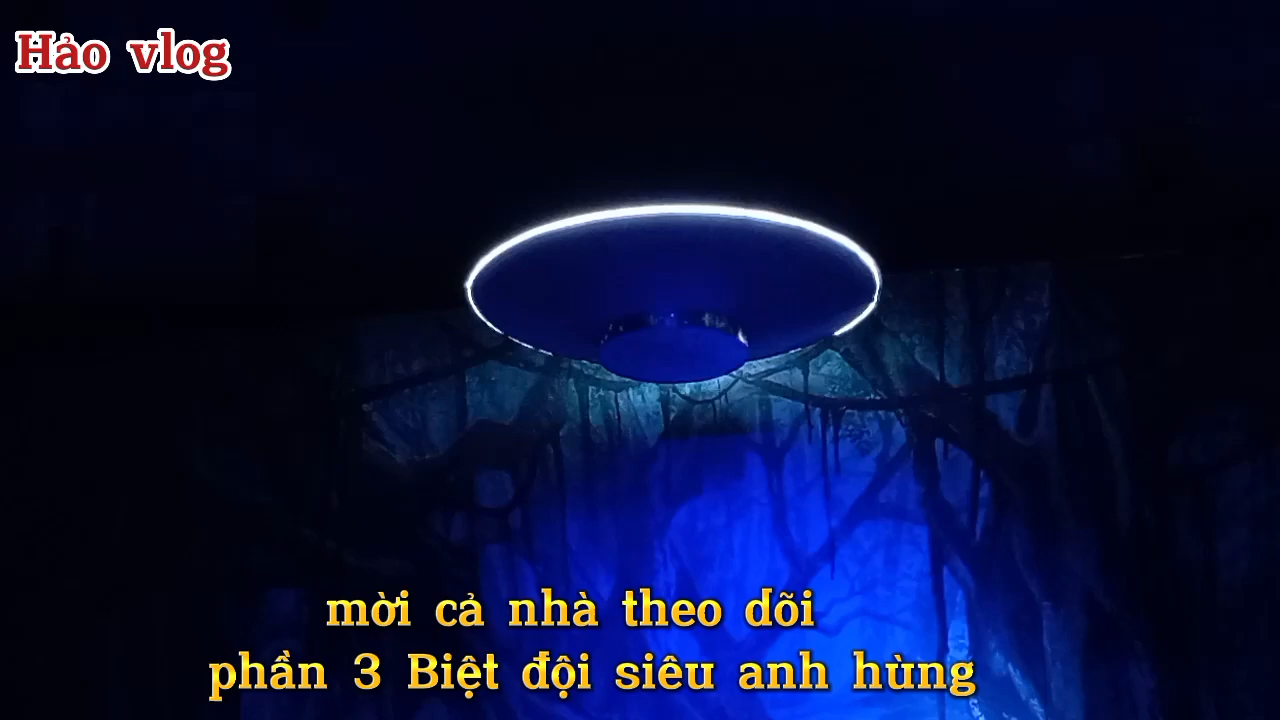 Hảo vlog
mời cả nhà theo dõi
phần 3 Biệt đội siêu anh hùng